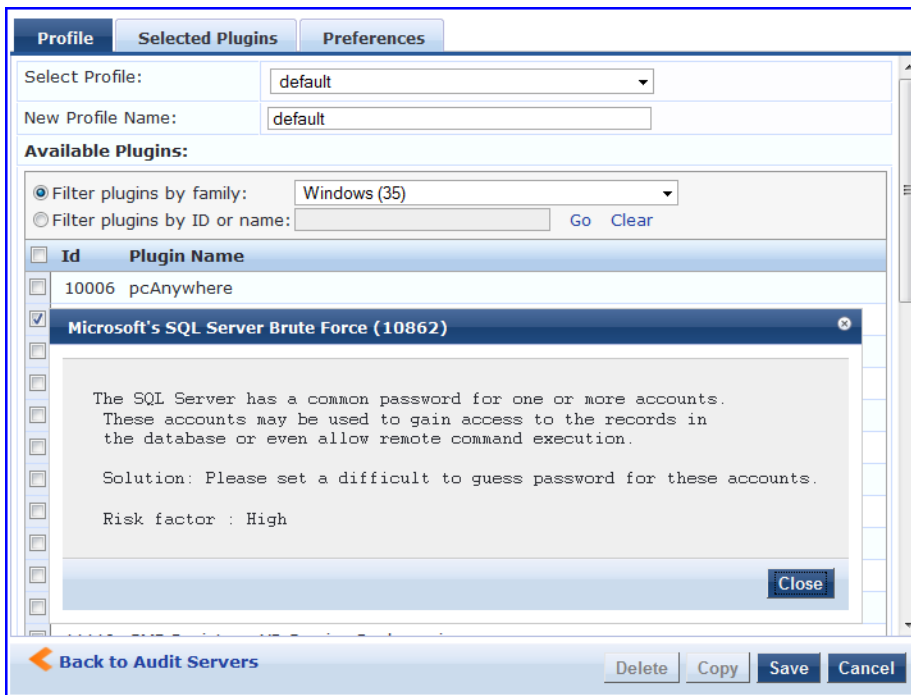 Profile Selected Plugins Preferences
Select Profile: default
New Profile Name: default
Available Plugins:
Filter plugins by family: Windows (35)
Filter plugins by ID or name: Go Clear
Id Plugin Name
10006 pcAnywhere
Microsoft's SQL Server Brute Force (10862)
The SQL Server has a common password for one or more accounts.
These accounts may be used to gain access to the records in
the database or even allow remote command execution.
Solution: Please set a difficult to guess password for these accounts.
Risk factor : High
Close
Back to Audit Servers Delete Copy Save Cancel